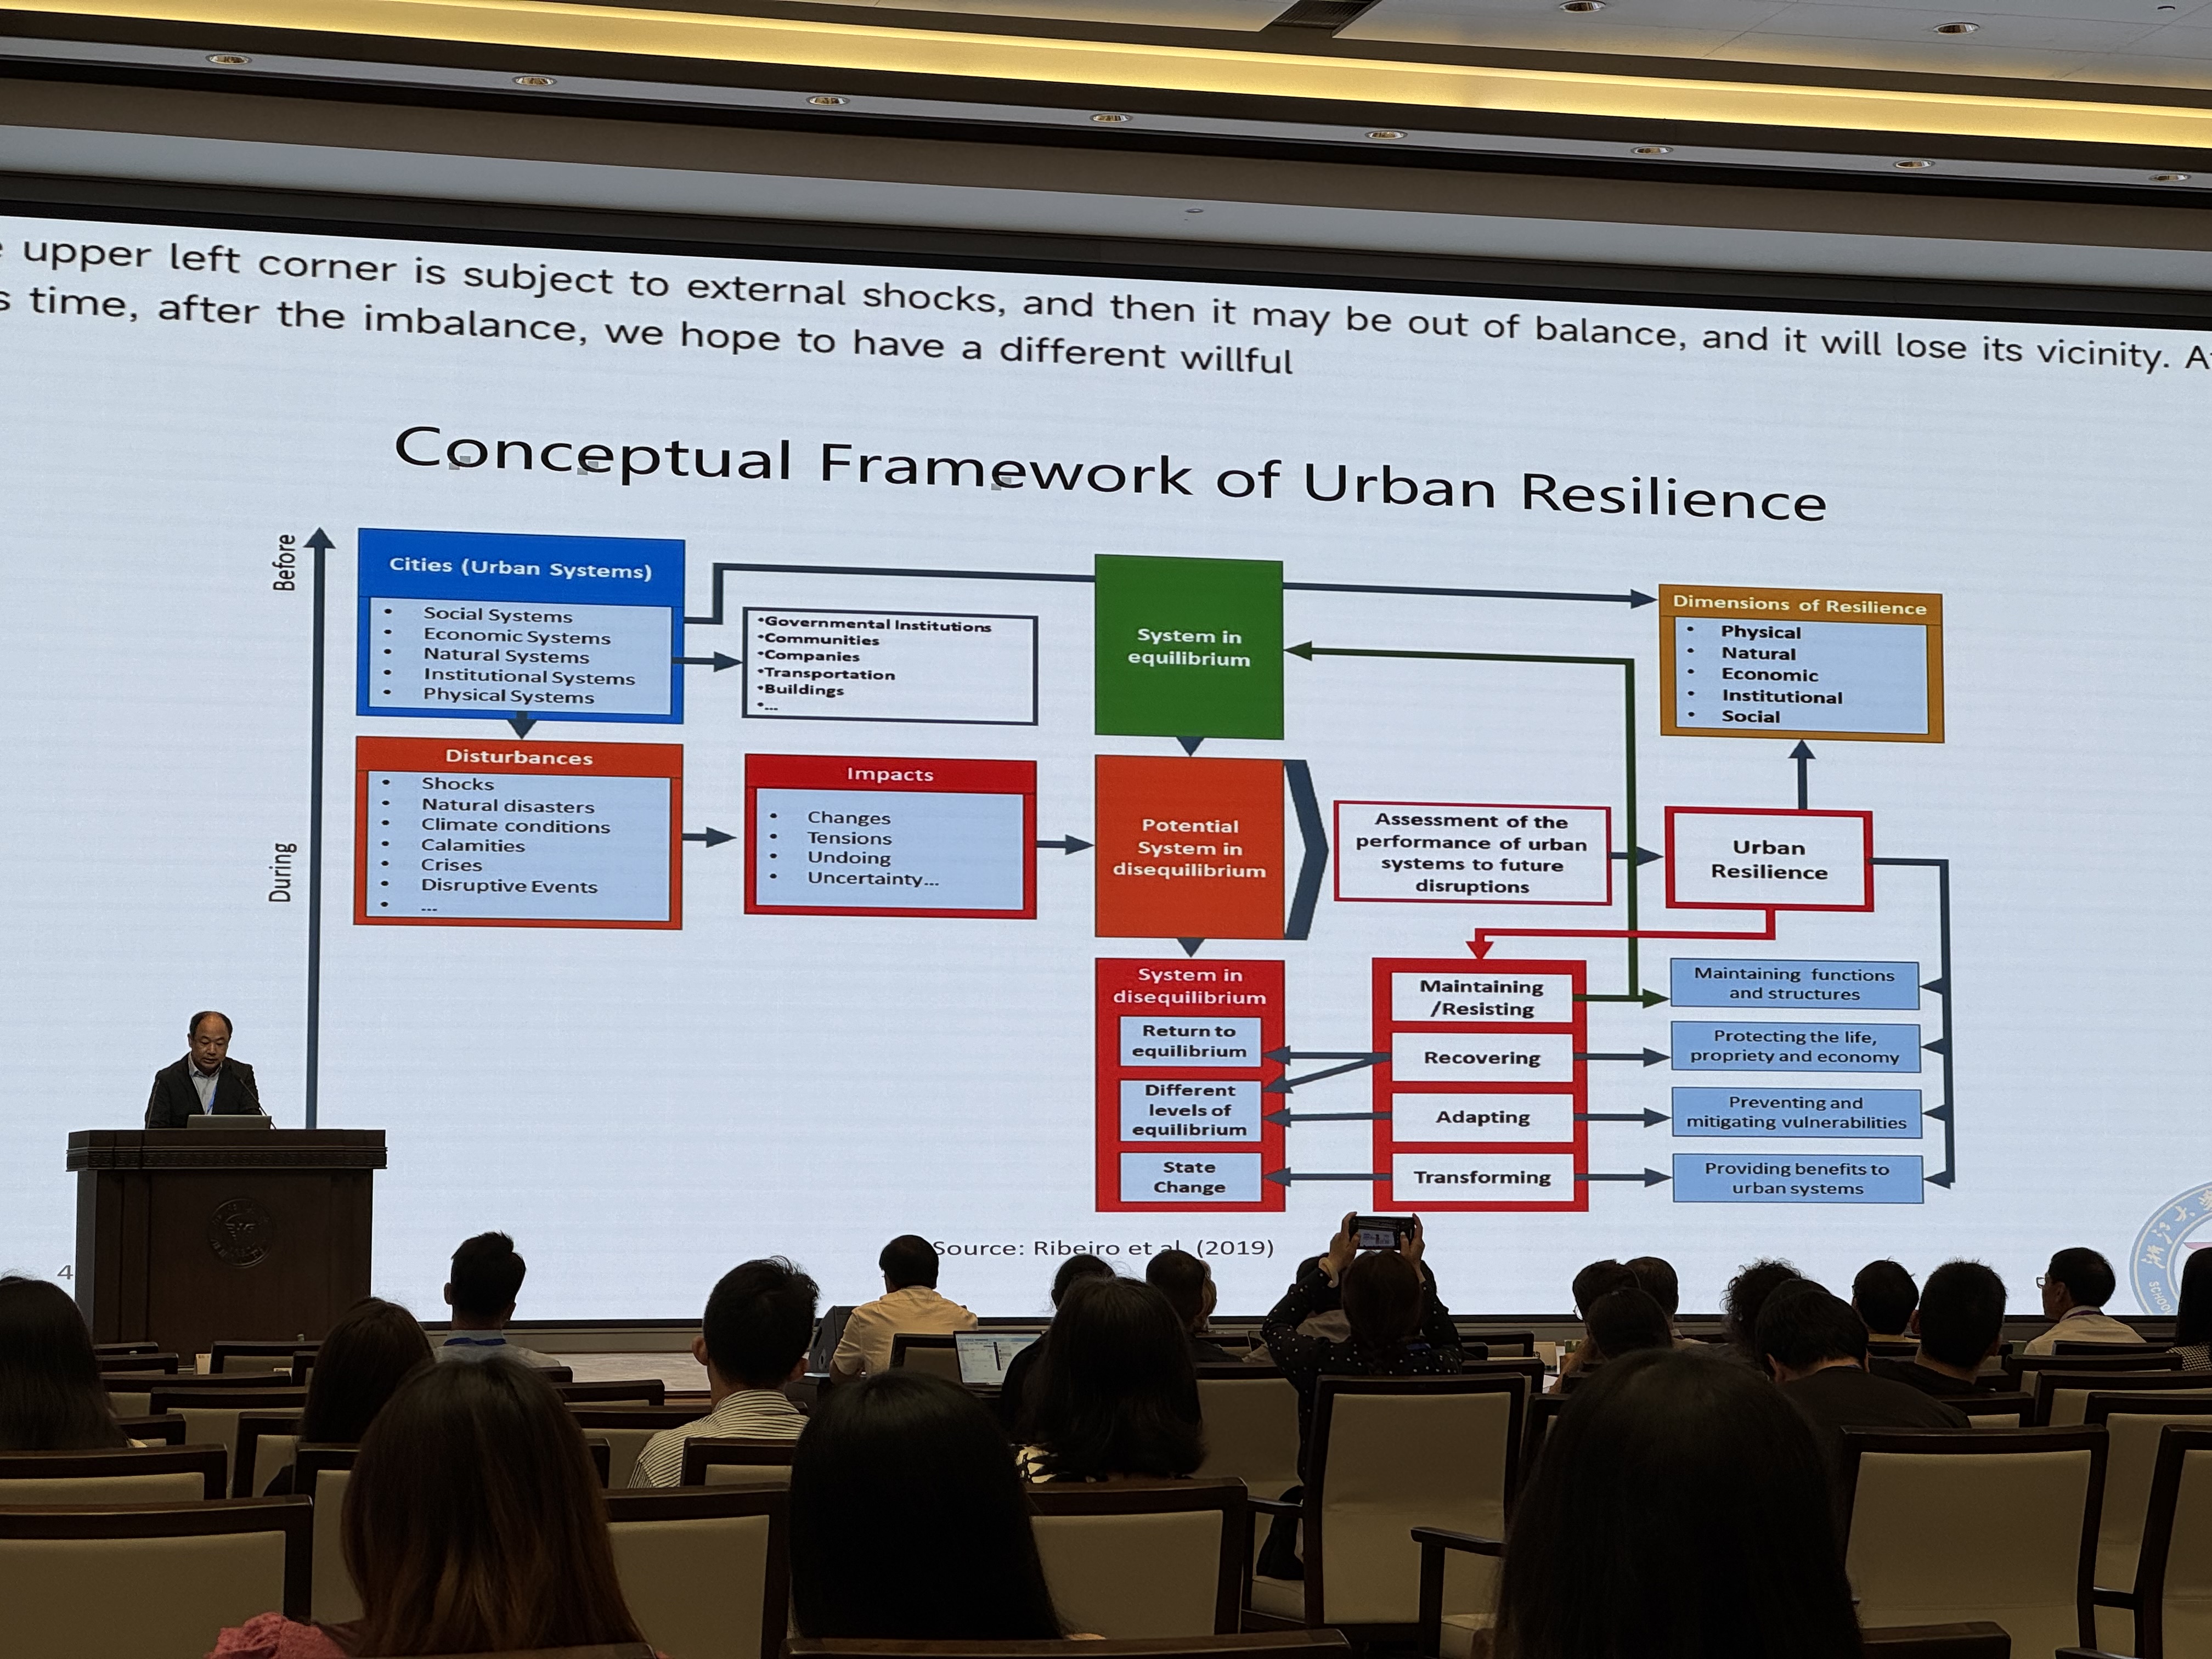 upper left corner is subject to external shocks, and then it may be out of balance, and it will lose its vicinity.
time, after the imbalance, we hope to have a different willful
Conceptual Framework of Urban Resilience
Before
During
Cities (Urban Systems)
• Social Systems
• Economic Systems
• Natural Systems
• Institutional Systems
• Physical Systems
•Governmental Institutions
•Communities
•Companies
•Transportation
•Buildings
•...
System in
equilibrium
Dimensions of Resilience
• Physical
• Natural
• Economic
• Institutional
• Social
Disturbances
• Shocks
• Natural disasters
• Climate conditions
• Calamities
• Crises
• Disruptive Events
• ...
Impacts
• Changes
• Tensions
• Undoing
• Uncertainty...
Potential
System in
disequilibrium
Assessment of the
performance of urban
systems to future
disruptions
Urban
Resilience
System in
disequilibrium
Return to
equilibrium
Different
levels of
equilibrium
State
Change
Maintaining
/Resisting
Recovering
Adapting
Transforming
Maintaining functions
and structures
Protecting the life,
propriety and economy
Preventing and
mitigating vulnerabilities
Providing benefits to
urban systems
Source: Ribeiro et al. (2019)
4
浙江大
SCHOO